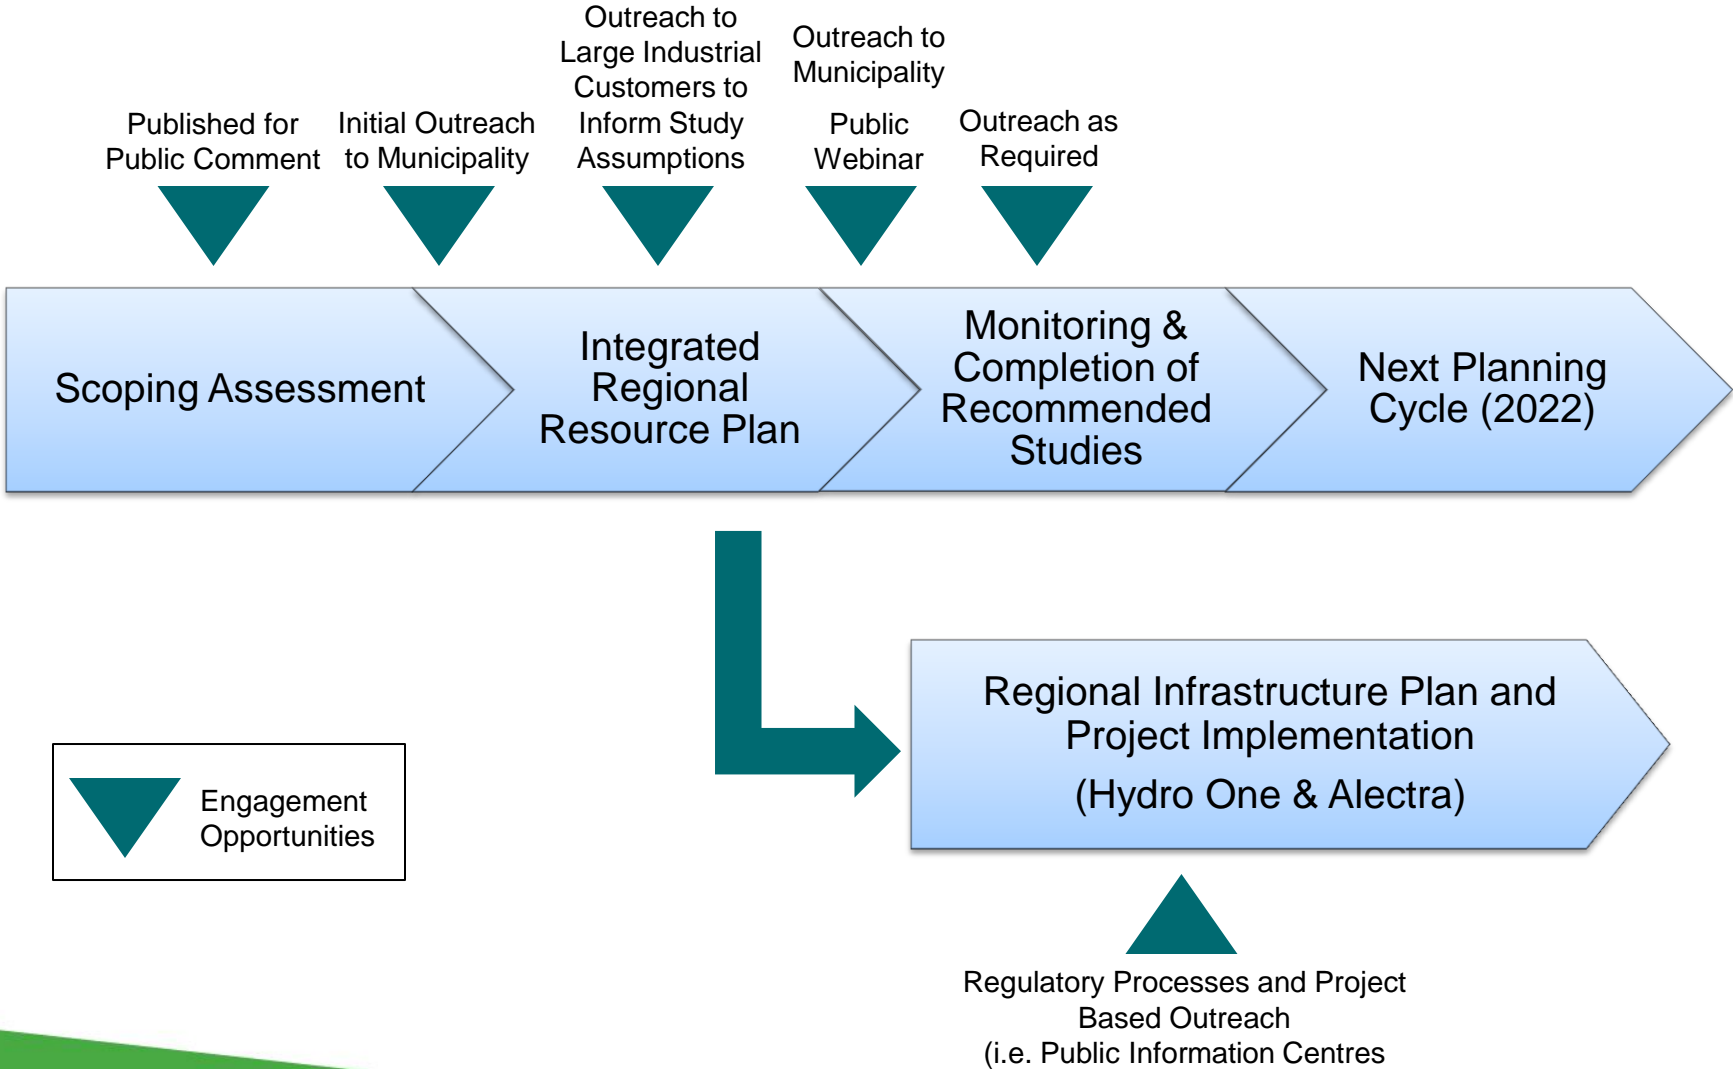 Published for
Public Comment
Initial Outreach
to Municipality
Outreach to
Large Industrial
Customers to
Inform Study
Assumptions
Outreach to
Municipality
Public
Webinar
Outreach as
Required
Scoping Assessment
Integrated
Regional
Resource Plan
Monitoring &
Completion of
Recommended
Studies
Next Planning
Cycle (2022)
Regional Infrastructure Plan and
Project Implementation
(Hydro One & Alectra)
Engagement
Opportunities
Regulatory Processes and Project
Based Outreach
(i.e. Public Information Centres